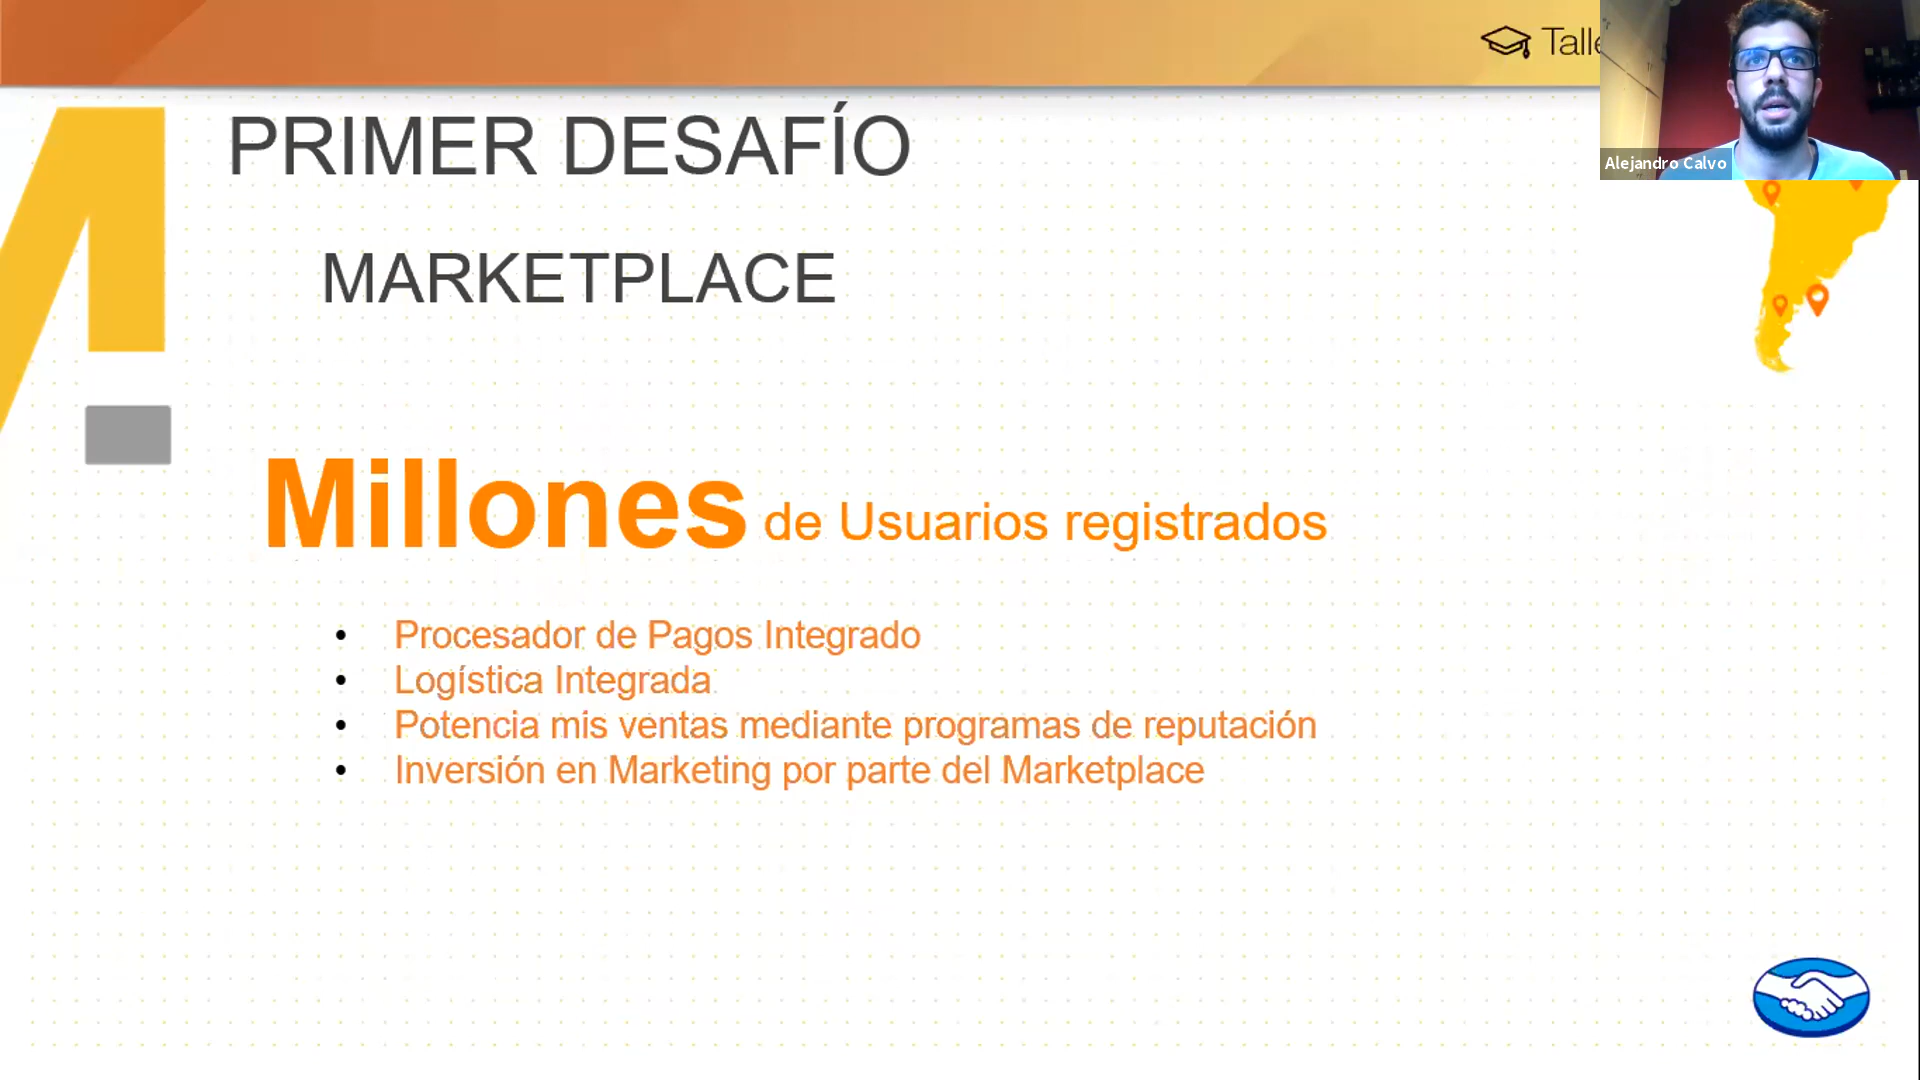 PRIMER DESAFÍO
MARKETPLACE
Millones de Usuarios registrados
• Procesador de Pagos Integrado
• Logística Integrada
• Potencia mis ventas mediante programas de reputación
• Inversión en Marketing por parte del Marketplace
Alejandro Calvo